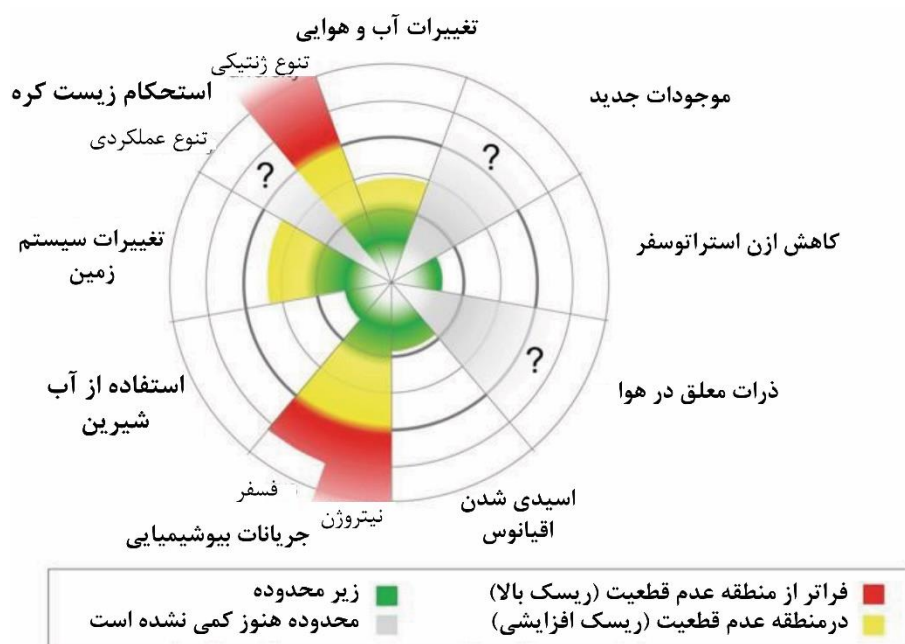 تغییرات آب و هوایی
تنوع ژنتیکی
استحکام زیست کره
موجودات جدید
تنوع عملکردی
?
?
تغییرات سیستم
زمین
کاهش ازن استراتوسفر
?
استفاده از آب
شیرین
ذرات معلق در هوا
فسفر
نیتروژن
اسیدی شدن
اقیانوس
جریانات بیوشیمیایی
فراتر از منطقه عدم قطعیت (ریسک بالا)
زیر محدوده
درمنطقه عدم قطعیت (ریسک افزایشی)
محدوده هنوز کمی نشده است